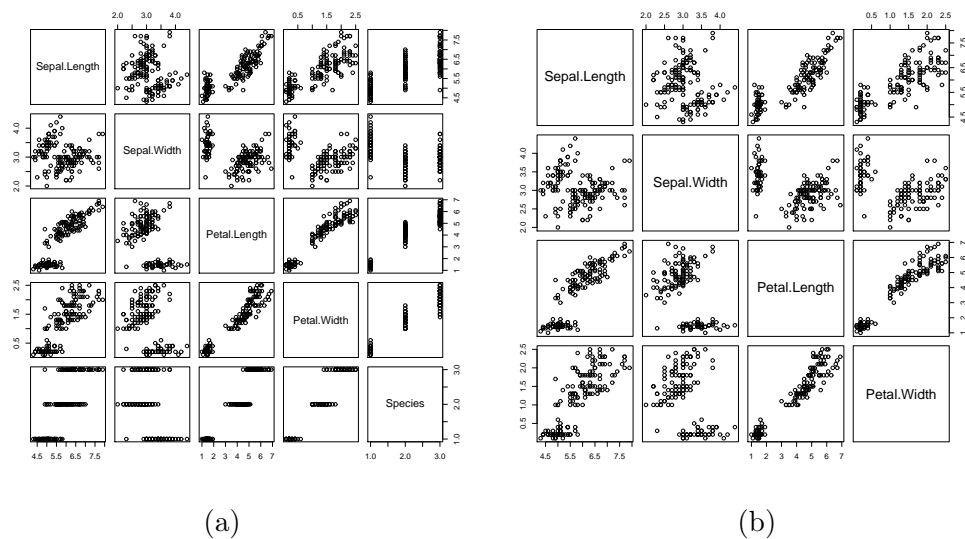 2.0 3.0 4.0
0.5 1.5 2.5
Sepal.Length
4.5 5.5 6.5 7.5
2.0 3.0 4.0
Sepal.Width
Petal.Length
1 2 3 4 5 6 7
0.5 1.5 2.5
Petal.Width
Species
1.0 2.0 3.0
4.5 5.5 6.5 7.5
1 2 3 4 5 6 7
1.0 2.0 3.0
(a)
2.0 3.0 4.0
0.5 1.0 1.5 2.0 2.5
Sepal.Length
4.5 5.5 6.5 7.5
2.0 2.5 3.0 3.5 4.0
Sepal.Width
Petal.Length
1 2 3 4 5 6 7
0.5 1.0 1.5 2.0 2.5
Petal.Width
4.5 5.5 6.5 7.5
1 2 3 4 5 6 7
(b)